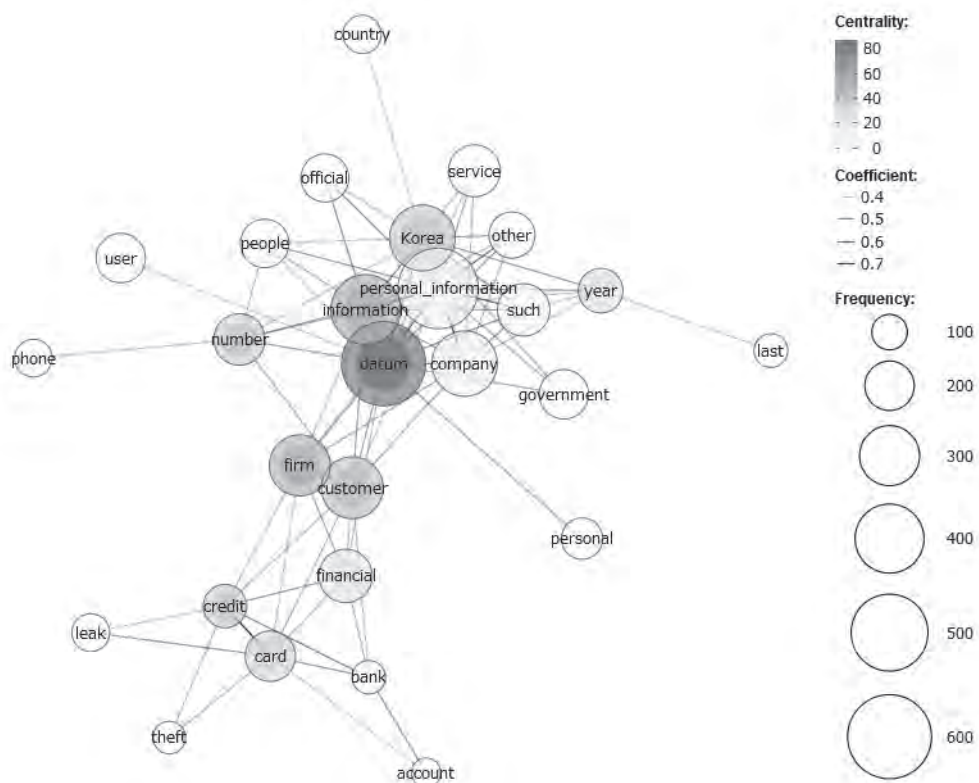 country
official
service
Korea
other
people
user
personal_information
year
information
such
number
phone
datum
company
last
government
firm
customer
personal
financial
credit
leak
card
bank
theft
account
Centrality:
80
60
40
20
0
Coefficient:
0.4
0.5
0.6
0.7
Frequency:
100
200
300
400
500
600